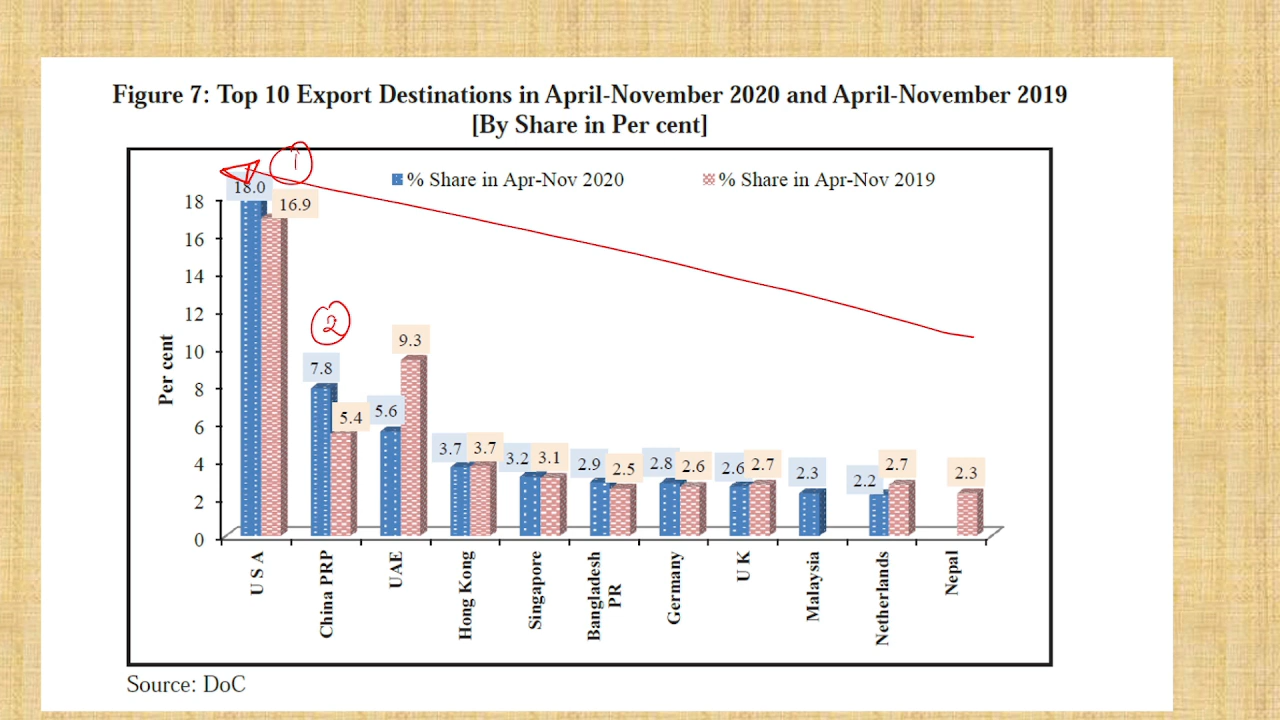 Figure 7: Top 10 Export Destinations in April-November 2020 and April-November 2019
[By Share in Per cent]
1
% Share in Apr-Nov 2020
% Share in Apr-Nov 2019
18.0
16.9
2
7.8
5.4
5.6
9.3
3.7
3.7
3.2
3.1
2.9
2.5
2.8
2.6
2.6
2.7
2.3
2.2
2.7
2.3
18
16
14
12
10
8
6
4
2
0
Per cent
U S A
China PRP
UAE
Hong Kong
Singapore
Bangladesh
PR
Germany
U K
Malaysia
Netherlands
Nepal
Source: DoC